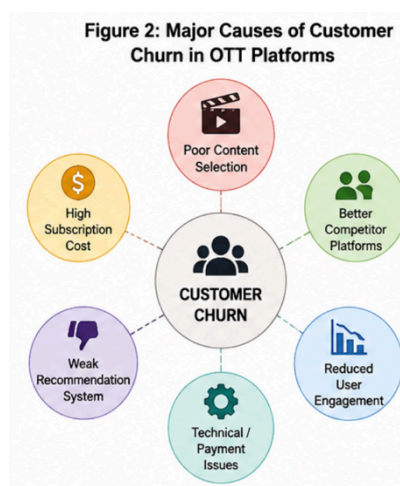 Figure 2: Major Causes of Customer
Churn in OTT Platforms
Poor Content
Selection
$
High
Subscription
Cost
Better
Competitor
Platforms
CUSTOMER
CHURN
Weak
Recommendation
System
Reduced
User
Engagement
Technical /
Payment
Issues